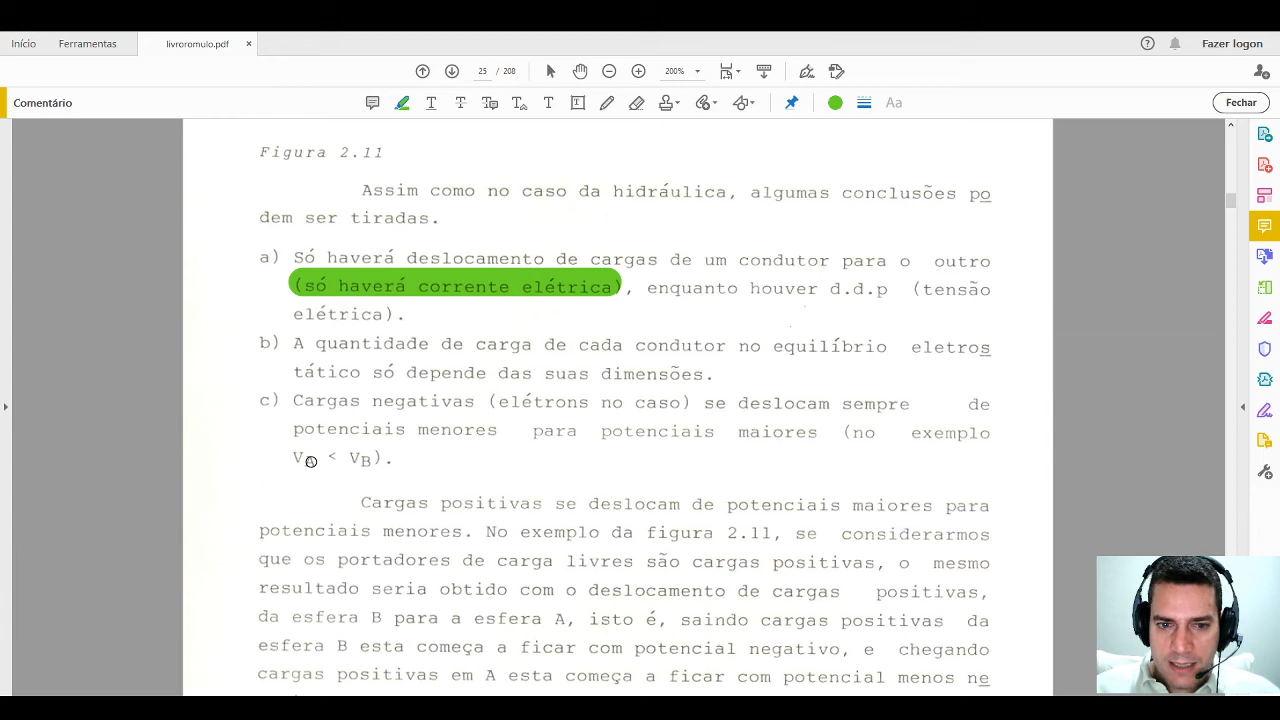 Início Ferramentas livroromulo.pdf × Fazer logon
25 / 208 200%
Comentário Aa Fechar
Figura 2.11
Assim como no caso da hidráulica, algumas conclusões po
dem ser tiradas.
a) Só haverá deslocamento de cargas de um condutor para o outro
(só haverá corrente elétrica), enquanto houver d.d.p (tensão
elétrica).
b) A quantidade de carga de cada condutor no equilíbrio eletros
tático só depende das suas dimensões.
c) Cargas negativas (elétrons no caso) se deslocam sempre de
potenciais menores para potenciais maiores (no exemplo
VA < VB).
Cargas positivas se deslocam de potenciais maiores para
potenciais menores. No exemplo da figura 2.11, se considerarmos
que os portadores de carga livres são cargas positivas, o mesmo
resultado seria obtido com o deslocamento de cargas positivas,
da esfera B para a esfera A, isto é, saindo cargas positivas da
esfera B esta começa a ficar com potencial negativo, e chegando
cargas positivas em A esta começa a ficar com potencial menos ne